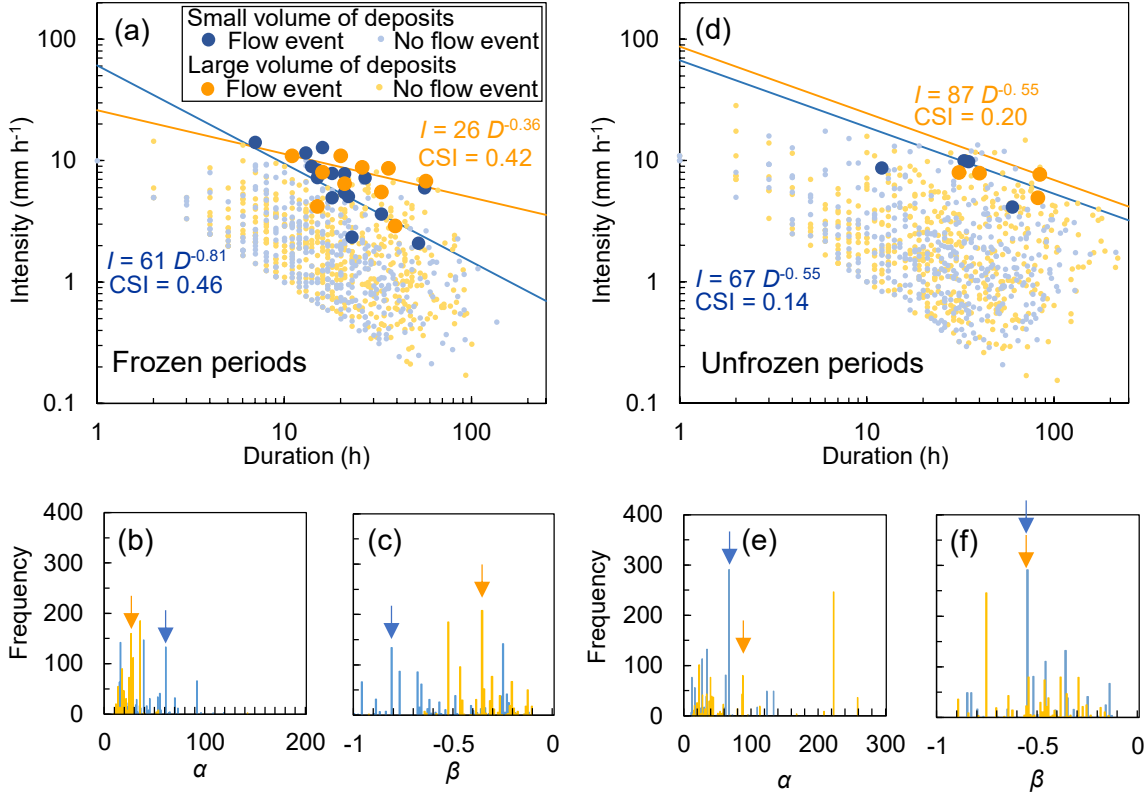 (a)
Small volume of deposits
Flow event
No flow event
Large volume of deposits
Flow event
No flow event
I = 26 D^-0.36
CSI = 0.42
I = 61 D^-0.81
CSI = 0.46
Frozen periods
Intensity (mm h^-1)
100
10
1
0.1
1
10
100
Duration (h)
(d)
I = 87 D^-0. 55
CSI = 0.20
I = 67 D^-0. 55
CSI = 0.14
Unfrozen periods
Intensity (mm h^-1)
100
10
1
0.1
1
10
100
Duration (h)
(b)
Frequency
400
300
200
100
0
0
100
200
α
(c)
-1
-0.5
0
β
(e)
Frequency
400
300
200
100
0
0
100
200
300
α
(f)
-1
-0.5
0
β